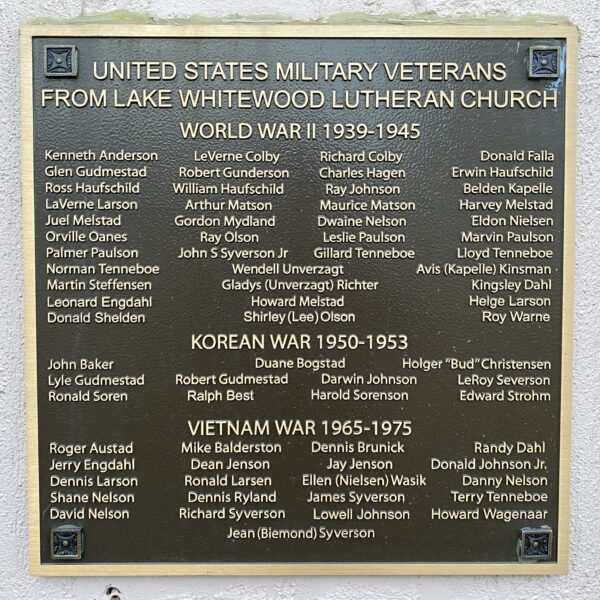 UNITED STATES MILITARY VETERANS
FROM LAKE WHITEWOOD LUTHERAN CHURCH
WORLD WAR II 1939-1945
Kenneth Anderson LeVerne Colby Richard Colby Donald Falla
Glen Gudmestad Robert Gunderson Charles Hagen Erwin Haufschild
Ross Haufschild William Haufschild Ray Johnson Belden Kapelle
LaVerne Larson Arthur Matson Maurice Matson Harvey Melstad
Juel Melstad Gordon Mydland Dwaine Nelson Eldon Nielsen
Orville Oanes Ray Olson Leslie Paulson Marvin Paulson
Palmer Paulson John S Syverson Jr Gillard Tenneboe Lloyd Tenneboe
Norman Tenneboe Wendell Unverzagt Avis (Kapelle) Kinsman
Martin Steffensen Gladys (Unverzagt) Richter Kingsley Dahl
Leonard Engdahl Howard Melstad Helge Larson
Donald Shelden Shirley (Lee) Olson Roy Warne
KOREAN WAR 1950-1953
John Baker Duane Bogstad Holger "Bud" Christensen
Lyle Gudmestad Robert Gudmestad Darwin Johnson LeRoy Severson
Ronald Soren Ralph Best Harold Sorenson Edward Strohm
VIETNAM WAR 1965-1975
Roger Austad Mike Balderston Dennis Brunick Randy Dahl
Jerry Engdahl Dean Jenson Jay Jenson Donald Johnson Jr.
Dennis Larson Ronald Larsen Ellen (Nielsen) Wasik Danny Nelson
Shane Nelson Dennis Ryland James Syverson Terry Tenneboe
David Nelson Richard Syverson Lowell Johnson Howard Wagenaar
Jean (Biemond) Syverson